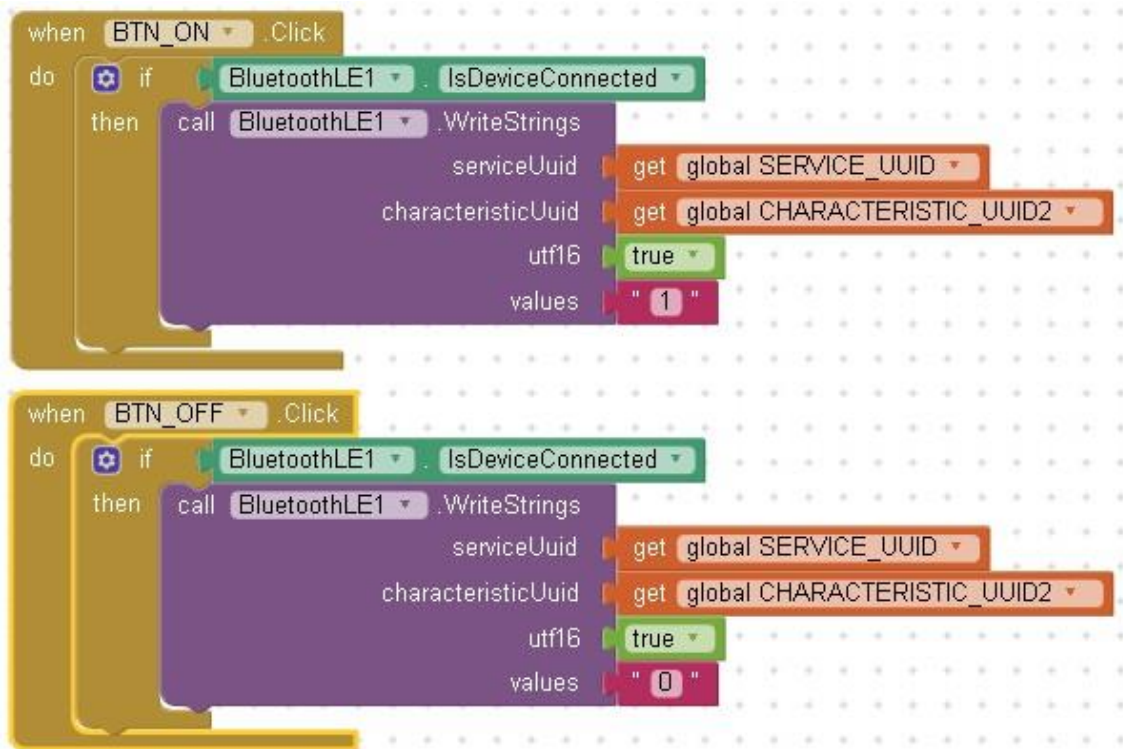 when BTN_ON .Click
do if BluetoothLE1 . IsDeviceConnected
then call BluetoothLE1 .WriteStrings
serviceUuid get global SERVICE_UUID
characteristicUuid get global CHARACTERISTIC_UUID2
utf16 true
values " 1 "
when BTN_OFF .Click
do if BluetoothLE1 . IsDeviceConnected
then call BluetoothLE1 .WriteStrings
serviceUuid get global SERVICE_UUID
characteristicUuid get global CHARACTERISTIC_UUID2
utf16 true
values " 0 "